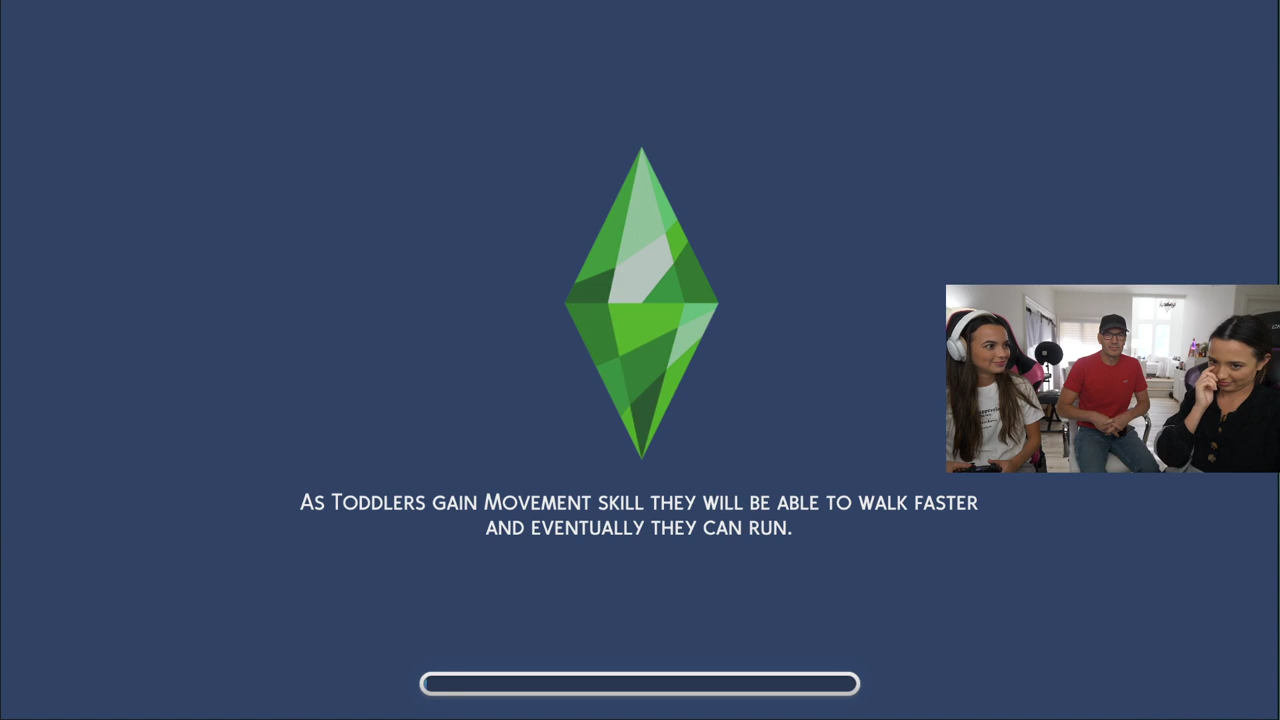 As Toddlers gain Movement skill they will be able to walk faster
and eventually they can run.